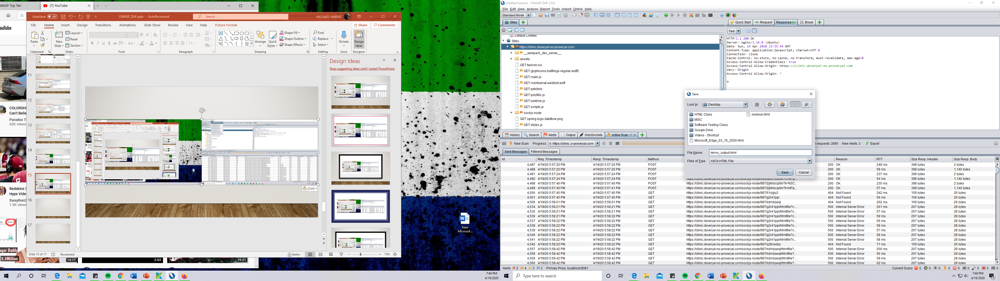 WASP Top Ten
(7) YouTube
ouTube
COLORSHI
Can't Belie
Paradox T
63K views
Redskins S
Hype Video
SwayRun2
1.9K views
ugar Daddy
3.5Million
14:17
2:53
29:21
AutoSave Off
OWASP_ZAP.pptx - AutoRecovered
Search
MICHAEL HARRIS
File Home Insert Design Transitions Animations Slide Show Review View Help Picture Format
Share Comments
Paste
New Slide
Layout
Reset
Section
Arrange
Quick Styles
Shape Fill
Shape Outline
Shape Effects
Find
Replace
Select
Dictate
Design Ideas
Clipboard Slides Font Paragraph Drawing Editing Voice Designer
11
12
13
14
15
16
17
(Ctrl)
Design Ideas
Stop suggesting ideas until I restart PowerPoint.
Slide 15 of 17 Recovered
Notes
70%
New Microsof...
7:40 PM
4/19/2020
Untitled Session - OWASP ZAP 2.9.0
File Edit View Analyse Report Tools Import Online Help
Standard Mode
Sites
Default Context
Sites
https://clinic.doveryai-no-proveryai.com
__webpack_dev_server__
assets
GET:favicon.ico
GET:glyphicons-halflings-regular.woff2
GET:main.js
GET:montserrat-webfont.woff
GET:petclinic
GET:polyfills.js
GET:runtime.js
GET:scripts.js
sockjs-node
GET:spring-logo-dataflow.png
GET:styles.js
Quick Start Request Response Break
Text
HTTP/1.1 200 OK
Server: nginx/1.14.0 (Ubuntu)
Date: Sun, 19 Apr 2020 23:35:54 GMT
Content-Type: application/javascript; charset=UTF-8
Connection: close
Cache-Control: no-store, no-cache, no-transform, must-revalidate, max-age=0
Access-Control-Allow-Credentials: true
Access-Control-Allow-Origin: https://clinic.doveryai-no-proveryai.com
Vary: Origin
Access-Control-Allow-Origin: *
o
Save
Look In: Desktop
HTML Class
MISC
Software Testing Class
Google Drive
Videos - Shortcut
Microsoft_Edge_03_16_2020.html
onelove.html
File Name: demo_output.html
Files of Type: ASCII HTML File
Save Cancel
History Search Alerts Output WebSockets Active Scan
New Scan Progress: 0: https://clinic..o-proveryai.com
requests: 2895 New Alerts: 3 Export
Sent Messages Filtered Messages
Id Req. Timestamp Resp. Timestamp Method Reason RTT Size Resp. Header Size Resp. Body
4,487 4/19/20 5:57:20 PM 4/19/20 5:57:20 PM POST 200 OK 249 ms 398 bytes 2 bytes
4,488 4/19/20 5:57:20 PM 4/19/20 5:57:20 PM POST 200 OK 59 ms 398 bytes 1,140 bytes
4,491 4/19/20 5:57:24 PM 4/19/20 5:57:24 PM POST 200 OK 237 ms 398 bytes 2 bytes
4,492 4/19/20 5:57:24 PM 4/19/20 5:57:24 PM POST 200 OK 54 ms 398 bytes 1,140 bytes
4,498 4/19/20 5:57:40 PM 4/19/20 5:57:40 PM POST https://clinic.doveryai-no-proveryai.com/sockjs-node/987/2jtxhbcq/xhr?t=%5C... 200 OK 235 ms 398 bytes 2 bytes
4,499 4/19/20 5:57:40 PM 4/19/20 5:57:41 PM POST https://clinic.doveryai-no-proveryai.com/sockjs-node/987/2jtxhbcq/xhr?t=HtTp... 200 OK 57 ms 398 bytes 1,140 bytes
4,500 4/19/20 5:57:45 PM 4/19/20 5:57:45 PM GET https://clinic.doveryai-no-proveryai.com/sockjs-node/987/51ylgly2 404 Not Found 242 ms 159 bytes 26 bytes
4,501 4/19/20 5:57:45 PM 4/19/20 5:57:45 PM GET https://clinic.doveryai-no-proveryai.com/sockjs-node/987/g2r41ppi 404 Not Found 56 ms 159 bytes 26 bytes
4,506 4/19/20 5:58:01 PM 4/19/20 5:58:01 PM GET https://clinic.doveryai-no-proveryai.com/sockjs-node/987/kdmbzwql 404 Not Found 262 ms 159 bytes 26 bytes
4,534 4/19/20 5:58:21 PM 4/19/20 5:58:21 PM GET https://clinic.doveryai-no-proveryai.com/sockjs-node/987/g2r41ppi/htmlfile?c... 500 Internal Server Error 261 ms 207 bytes 28 bytes
4,535 4/19/20 5:58:21 PM 4/19/20 5:58:21 PM GET https://clinic.doveryai-no-proveryai.com/sockjs-node/987/g2r41ppi/htmlfile?c... 500 Internal Server Error 57 ms 207 bytes 28 bytes
4,536 4/19/20 5:58:21 PM 4/19/20 5:58:22 PM GET https://clinic.doveryai-no-proveryai.com/sockjs-node/987/g2r41ppi/htmlfile?c... 500 Internal Server Error 59 ms 207 bytes 28 bytes
4,537 4/19/20 5:58:22 PM 4/19/20 5:58:22 PM GET https://clinic.doveryai-no-proveryai.com/sockjs-node/987/g2r41ppi/htmlfile?c... 500 Internal Server Error 56 ms 207 bytes 28 bytes
4,538 4/19/20 5:58:22 PM 4/19/20 5:58:22 PM GET https://clinic.doveryai-no-proveryai.com/sockjs-node/987/g2r41ppi/htmlfile?c... 500 Internal Server Error 58 ms 207 bytes 28 bytes
4,539 4/19/20 5:58:22 PM 4/19/20 5:58:22 PM GET https://clinic.doveryai-no-proveryai.com/sockjs-node/987/g2r41ppi/htmlfile?c... 500 Internal Server Error 57 ms 207 bytes 28 bytes
4,540 4/19/20 5:58:22 PM 4/19/20 5:58:22 PM GET https://clinic.doveryai-no-proveryai.com/sockjs-node/987/g2r41ppi/htmlfile?c... 500 Internal Server Error 58 ms 207 bytes 28 bytes
4,541 4/19/20 5:58:22 PM 4/19/20 5:58:22 PM GET https://clinic.doveryai-no-proveryai.com/sockjs-node/987/g2r41ppi/htmlfile?c... 500 Internal Server Error 58 ms 207 bytes 28 bytes
4,542 4/19/20 5:58:22 PM 4/19/20 5:58:22 PM GET https://clinic.doveryai-no-proveryai.com/sockjs-node/987/q3tmedzo 404 Not Found 71 ms 159 bytes 26 bytes
4,557 4/19/20 5:58:42 PM 4/19/20 5:58:42 PM GET https://clinic.doveryai-no-proveryai.com/sockjs-node/987/kdmbzwql/htmlfile?... 500 Internal Server Error 256 ms 207 bytes 28 bytes
4,558 4/19/20 5:58:42 PM 4/19/20 5:58:42 PM GET https://clinic.doveryai-no-proveryai.com/sockjs-node/987/kdmbzwql/htmlfile?... 500 Internal Server Error 56 ms 207 bytes 28 bytes
4,559 4/19/20 5:58:42 PM 4/19/20 5:58:42 PM GET https://clinic.doveryai-no-proveryai.com/sockjs-node/987/kdmbzwql/htmlfile?... 500 Internal Server Error 59 ms 207 bytes 28 bytes
4,560 4/19/20 5:58:42 PM 4/19/20 5:58:42 PM GET https://clinic.doveryai-no-proveryai.com/sockjs-node/987/kdmbzwql/htmlfile?... 500 Internal Server Error 62 ms 207 bytes 28 bytes
Alerts 2 4 3 3 Primary Proxy: localhost:8081
Current Scans 0 0 0 0 0 0 0 0 0
Type here to search
7:40 PM
4/19/2020